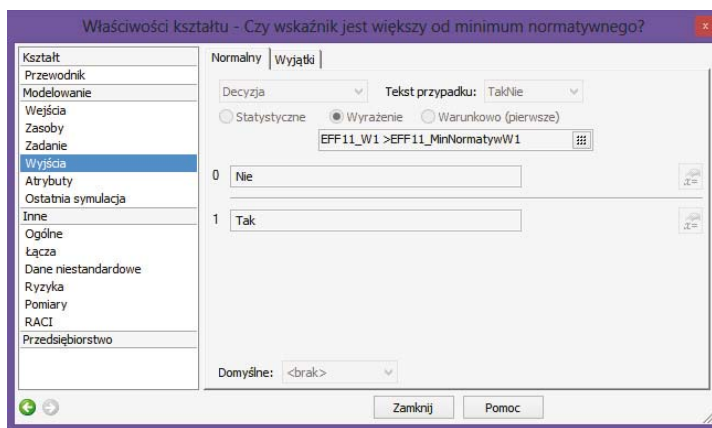 Właściwości kształtu - Czy wskaźnik jest większy od minimum normatywnego?
x
Kształt
Przewodnik
Modelowanie
Wejścia
Zasoby
Zadanie
Wyjścia
Atrybuty
Ostatnia symulacja
Inne
Ogólne
Łącza
Dane niestandardowe
Ryzyka
Pomiary
RACI
Przedsiębiorstwo
Normalny Wyjątki
Decyzja Tekst przypadku: TakNie
Statystyczne Wyrażenie Warunkowo (pierwsze)
EFF11_W1 >EFF11_MinNormatywW1
0 Nie x=
1 Tak x=
Domyślne: <brak>
Zamknij Pomoc